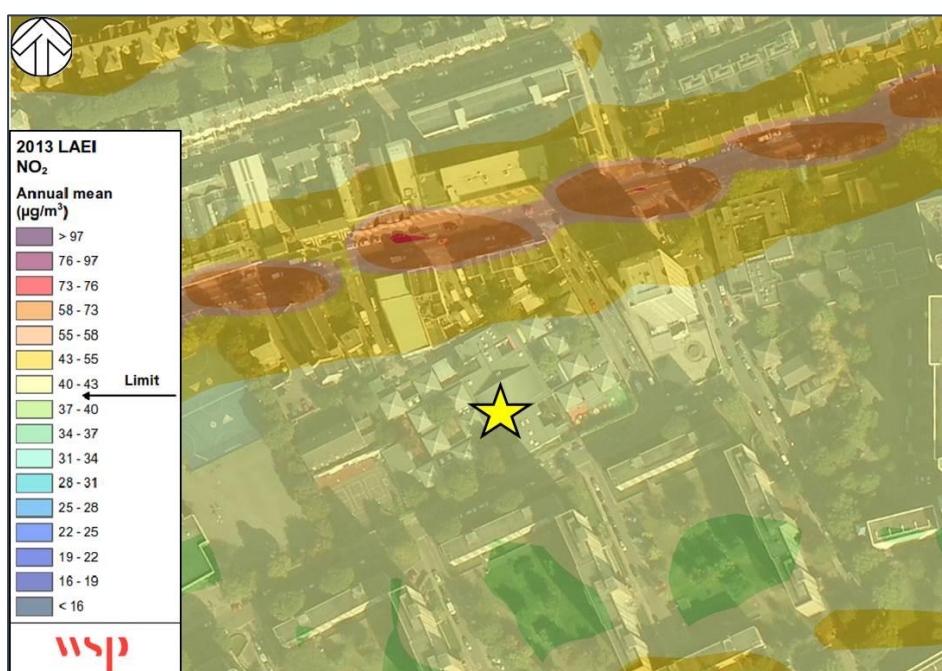 2013 LAEI
NO₂
Annual mean
(µg/m³)
> 97
76 - 97
73 - 76
58 - 73
55 - 58
43 - 55
40 - 43
Limit
37 - 40
34 - 37
31 - 34
28 - 31
25 - 28
22 - 25
19 - 22
16 - 19
< 16
wsp